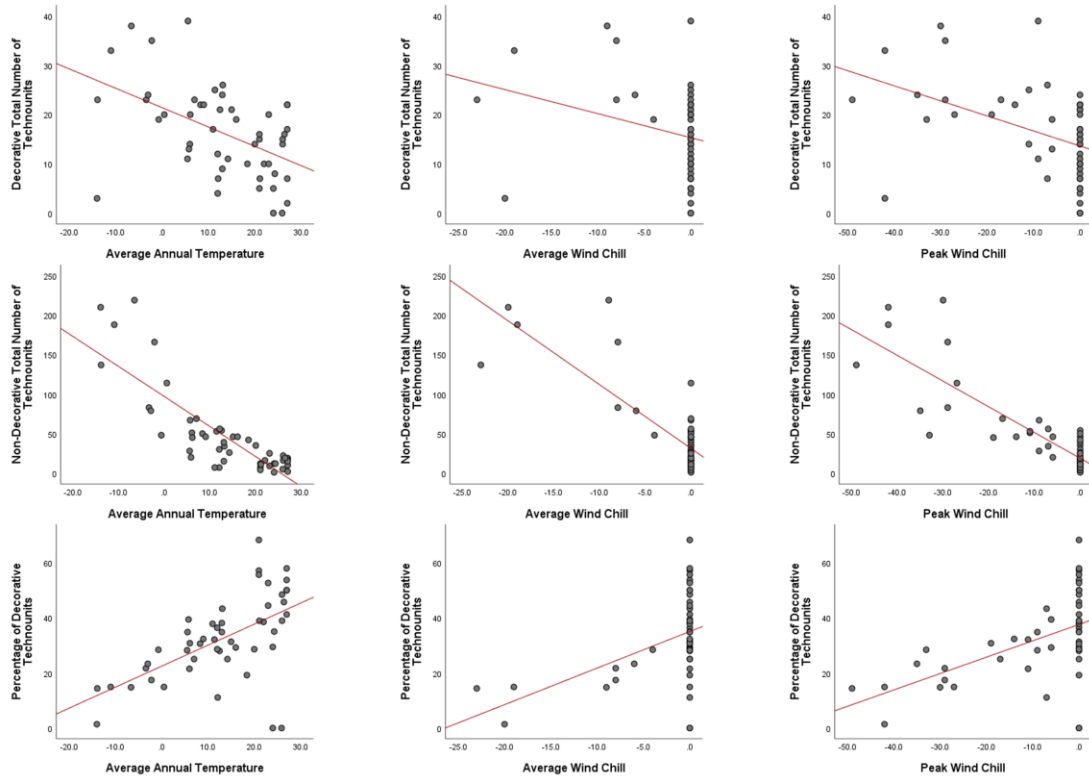 Decorative Total Number of
Technounits
40
30
20
10
0
-20.0 -10.0 .0 10.0 20.0 30.0
Average Annual Temperature
Decorative Total Number of
Technounits
40
30
20
10
0
-25.0 -20.0 -15.0 -10.0 -5.0 .0
Average Wind Chill
Decorative Total Number of
Technounits
40
30
20
10
0
-50.0 -40.0 -30.0 -20.0 -10.0 .0
Peak Wind Chill
Non-Decorative Total Number of
Technounits
250
200
150
100
50
0
-20.0 -10.0 .0 10.0 20.0 30.0
Average Annual Temperature
Non-Decorative Total Number of
Technounits
250
200
150
100
50
0
-25.0 -20.0 -15.0 -10.0 -5.0 .0
Average Wind Chill
Non-Decorative Total Number of
Technounits
250
200
150
100
50
0
-50.0 -40.0 -30.0 -20.0 -10.0 .0
Peak Wind Chill
Percentage of Decorative
Technounits
60
40
20
0
-20.0 -10.0 .0 10.0 20.0 30.0
Average Annual Temperature
Percentage of Decorative
Technounits
60
40
20
0
-25.0 -20.0 -15.0 -10.0 -5.0 .0
Average Wind Chill
Percentage of Decorative
Technounits
60
40
20
0
-50.0 -40.0 -30.0 -20.0 -10.0 .0
Peak Wind Chill